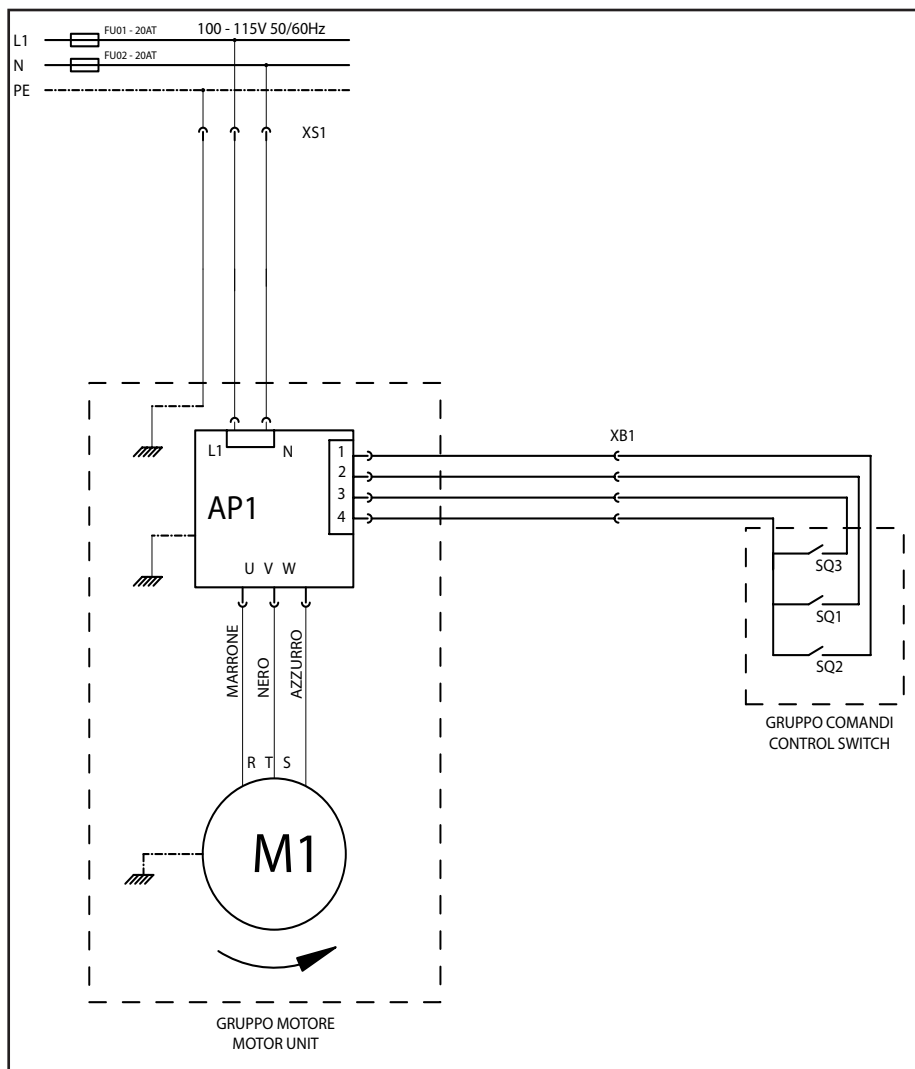 L1
FU01 - 20AT
100 - 115V 50/60Hz
N
FU02 - 20AT
PE
XS1
L1
N
AP1
1
2
3
4
XB1
U V W
MARRONE
NERO
AZZURRO
R T S
M1
SQ3
SQ1
SQ2
GRUPPO COMANDI
CONTROL SWITCH
GRUPPO MOTORE
MOTOR UNIT